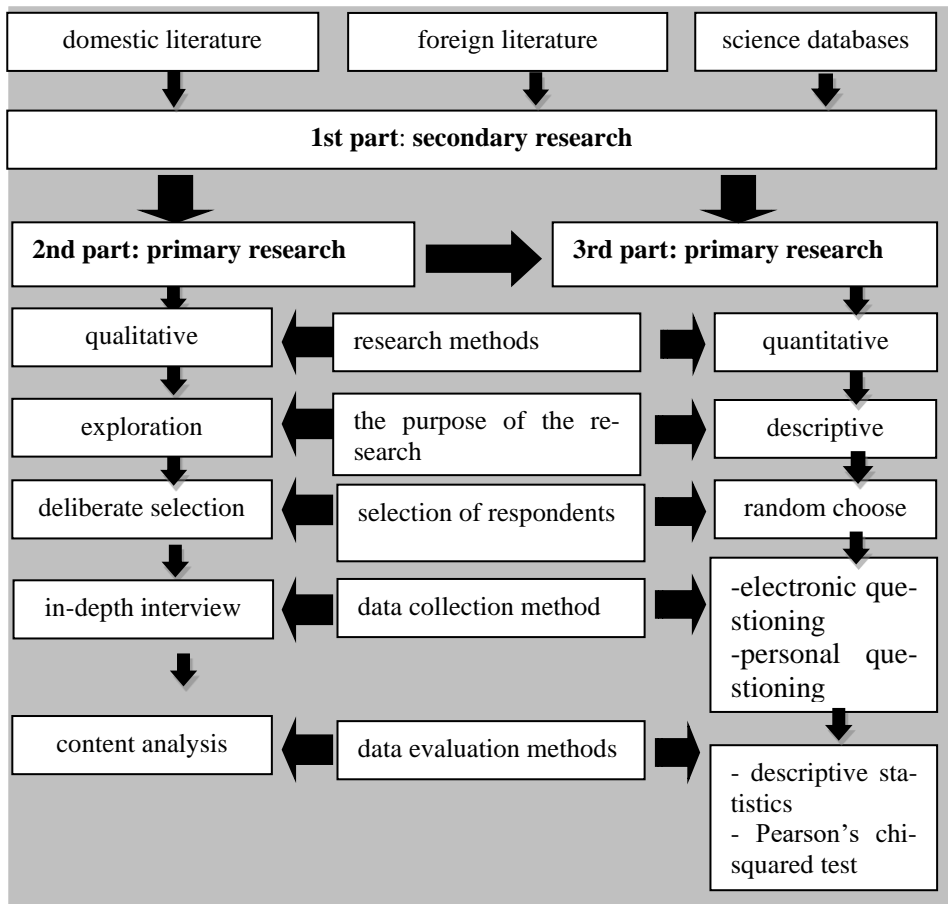 domestic literature
foreign literature
science databases
1st part: secondary research
2nd part: primary research
3rd part: primary research
qualitative
research methods
quantitative
exploration
the purpose of the re-
search
descriptive
deliberate selection
selection of respondents
random choose
in-depth interview
data collection method
-electronic que-
stioning
-personal que-
stioning
content analysis
data evaluation methods
- descriptive sta-
tistics
- Pearson’s chi-
squared test